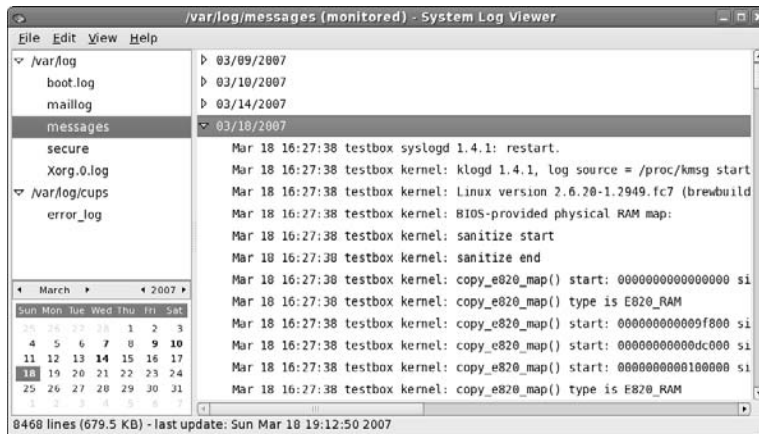 /var/log/messages (monitored) - System Log Viewer
File Edit View Help
/var/log
boot.log
maillog
messages
secure
Xorg.0.log
/var/log/cups
error_log
March 2007
Sun Mon Tue Wed Thu Fri Sat
25 26 27 28 1 2 3
4 5 6 7 8 9 10
11 12 13 14 15 16 17
18 19 20 21 22 23 24
25 26 27 28 29 30 31
1 2 3 4 5 6 7
03/09/2007
03/10/2007
03/14/2007
03/18/2007
Mar 18 16:27:38 testbox syslogd 1.4.1: restart.
Mar 18 16:27:38 testbox kernel: klogd 1.4.1, log source = /proc/kmsg start
Mar 18 16:27:38 testbox kernel: Linux version 2.6.20-1.2949.fc7 (brewbuild
Mar 18 16:27:38 testbox kernel: BIOS-provided physical RAM map:
Mar 18 16:27:38 testbox kernel: sanitize start
Mar 18 16:27:38 testbox kernel: sanitize end
Mar 18 16:27:38 testbox kernel: copy_e820_map() start: 0000000000000000 si
Mar 18 16:27:38 testbox kernel: copy_e820_map() type is E820_RAM
Mar 18 16:27:38 testbox kernel: copy_e820_map() start: 000000000009f800 si
Mar 18 16:27:38 testbox kernel: copy_e820_map() start: 00000000000dc000 si
Mar 18 16:27:38 testbox kernel: copy_e820_map() start: 0000000000100000 si
Mar 18 16:27:38 testbox kernel: copy_e820_map() type is E820_RAM
8468 lines (679.5 KB) - last update: Sun Mar 18 19:12:50 2007